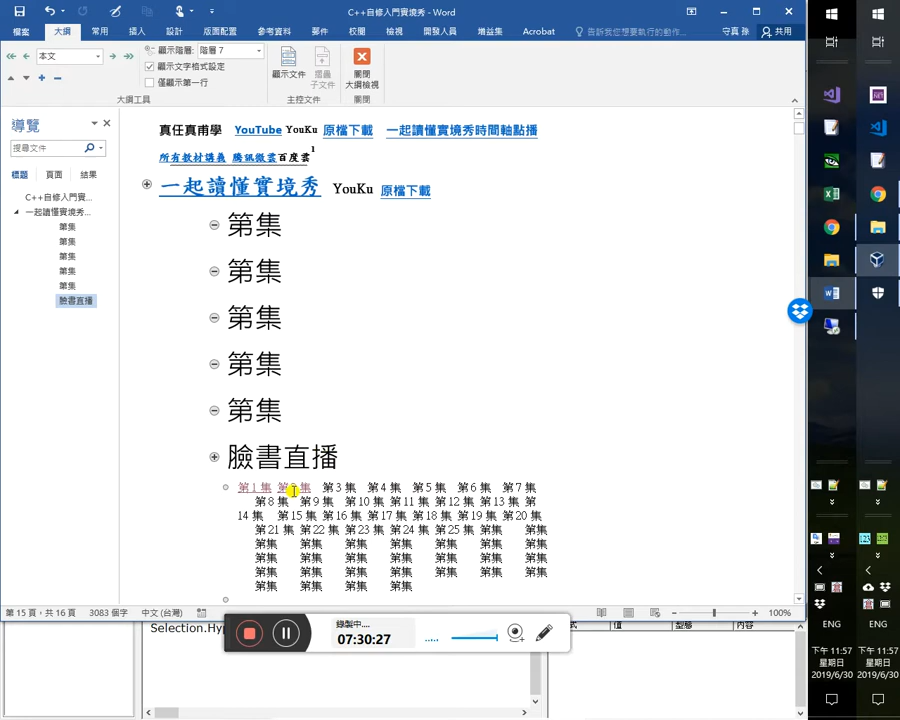 C++自修入門實境秀 - Word
檔案 大綱 常用 插入 設計 版面配置 參考資料 郵件 校閱 檢視 開發人員 增益集 Acrobat 告訴我您想要執行的動作... 守真 孫 共用
本文 顯示階層: 階層 7
顯示文字格式設定
僅顯示第一行
顯示文件
摺疊子文件
關閉大綱檢視
大綱工具 主控文件 關閉
導覽
搜尋文件
標題 頁面 結果
C++自修入門實境...
一起讀懂實境秀...
第集
第集
第集
第集
第集
臉書直播
真任真甫學 YouTube YouKu 原檔下載 一起讀懂實境秀時間軸點播
所有教材講義 騰訊微雲百度雲1
一起讀懂實境秀 YouKu 原檔下載
第集
第集
第集
第集
第集
臉書直播
第1集 第2集 第3集 第4集 第5集 第6集 第7集
第8集 第9集 第10集 第11集 第12集 第13集 第
14集 第15集 第16集 第17集 第18集 第19集 第20集
第21集 第22集 第23集 第24集 第25集 第集 第集
第集 第集 第集 第集 第集 第集 第集
第集 第集 第集 第集 第集 第集 第集
第集 第集 第集 第集 第集 第集 第集
第集 第集 第集 第集
第 15 頁，共 16 頁 3083 個字 中文 (台灣) 100%
Selection.Hy
錄製中...
07:30:27
式 值 型態 內容
ENG ENG
下午 11:57 下午 11:57
星期日 星期日
2019/6/30 2019/6/30